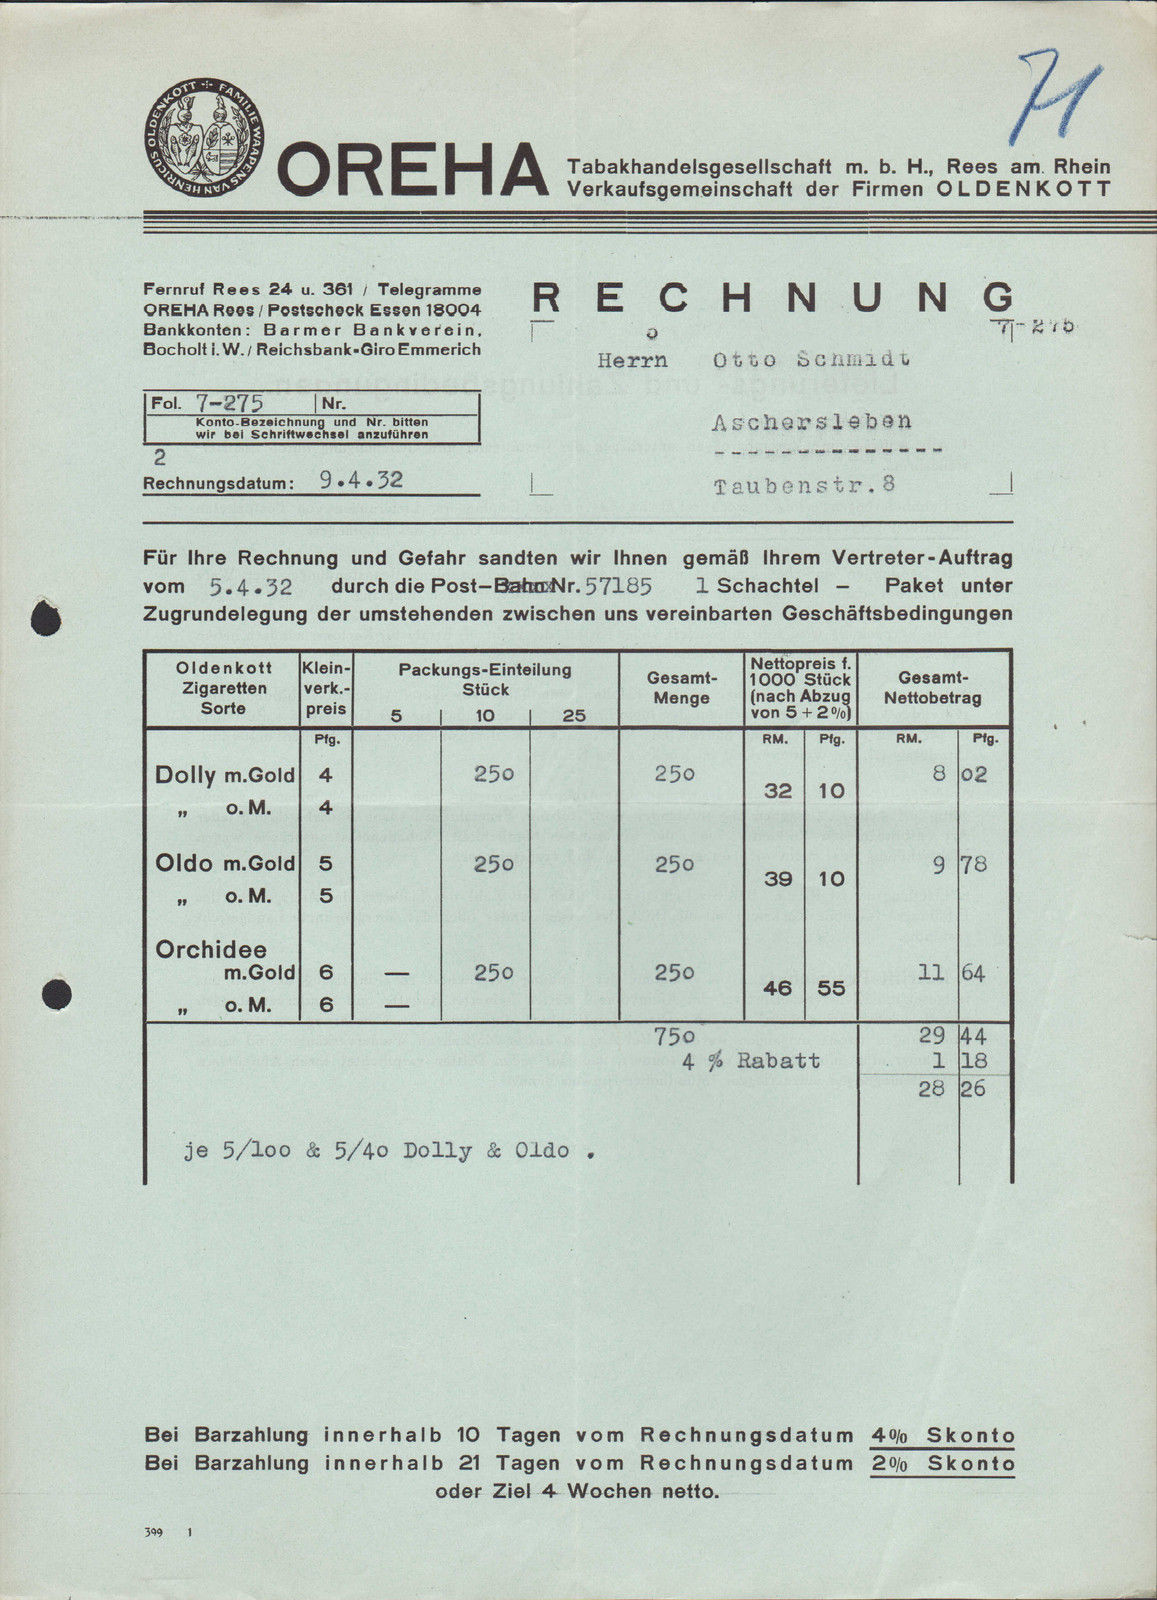 HENRICUS OLDENKOTT + FAMILIE WAAPENS VAN
71
OREHA
Tabakhandelsgesellschaft m. b. H., Rees am Rhein
Verkaufsgemeinschaft der Firmen OLDENKOTT
Fernruf Rees 24 u. 361 / Telegramme
OREHA Rees / Postscheck Essen 18004
Bankkonten: Barmer Bankverein,
Bocholt i. W. / Reichsbank-Giro Emmerich
RECHNUNG
7-275
Herrn Otto Schmidt
Aschersleben
Taubenstr.8
Fol. 7-275 Nr.
Konto-Bezeichnung und Nr. bitten
wir bei Schriftwechsel anzuführen
2
Rechnungsdatum: 9.4.32
Für Ihre Rechnung und Gefahr sandten wir Ihnen gemäß Ihrem Vertreter-Auftrag
vom 5.4.32 durch die Post-Bahn Nr. 57185 1 Schachtel - Paket unter
Zugrundelegung der umstehenden zwischen uns vereinbarten Geschäftsbedingungen
Oldenkott Zigaretten Sorte Klein-verk.-preis Packungs-Einteilung Stück Gesamt-Menge Nettopreis f. 1000 Stück (nach Abzug von 5 + 2%) Gesamt-Nettobetrag
5 10 25
Pfg. RM. Pfg. RM. Pfg.
Dolly m.Gold 4 250 250 32 10 8 02
„ o. M. 4
Oldo m.Gold 5 250 250 39 10 9 78
„ o. M. 5
Orchidee
m.Gold 6 — 250 250 46 55 11 64
„ o. M. 6 —
750 29 44
4 % Rabatt 1 18
28 26
je 5/100 & 5/40 Dolly & Oldo .
Bei Barzahlung innerhalb 10 Tagen vom Rechnungsdatum 4% Skonto
Bei Barzahlung innerhalb 21 Tagen vom Rechnungsdatum 2% Skonto
oder Ziel 4 Wochen netto.
399 1